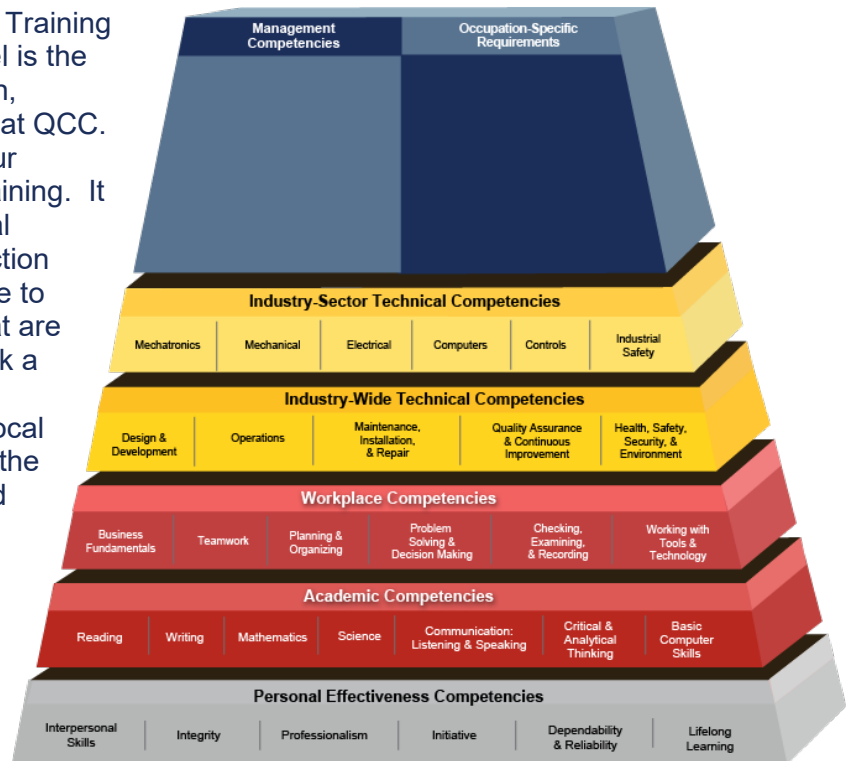 Training
el is the
n,
at QCC.
ur
aining. It
al
ction
e to
at are
k a
ocal
the
d
Management
Competencies
Occupation-Specific
Requirements
Industry-Sector Technical Competencies
Mechatronics
Mechanical
Electrical
Computers
Controls
Industrial
Safety
Industry-Wide Technical Competencies
Design &
Development
Operations
Maintenance,
Installation,
& Repair
Quality Assurance
& Continuous
Improvement
Health, Safety,
Security, &
Environment
Workplace Competencies
Business
Fundamentals
Teamwork
Planning &
Organizing
Problem
Solving &
Decision Making
Checking,
Examining,
& Recording
Working with
Tools &
Technology
Academic Competencies
Reading
Writing
Mathematics
Science
Communication:
Listening & Speaking
Critical &
Analytical
Thinking
Basic
Computer
Skills
Personal Effectiveness Competencies
Interpersonal
Skills
Integrity
Professionalism
Initiative
Dependability
& Reliability
Lifelong
Learning